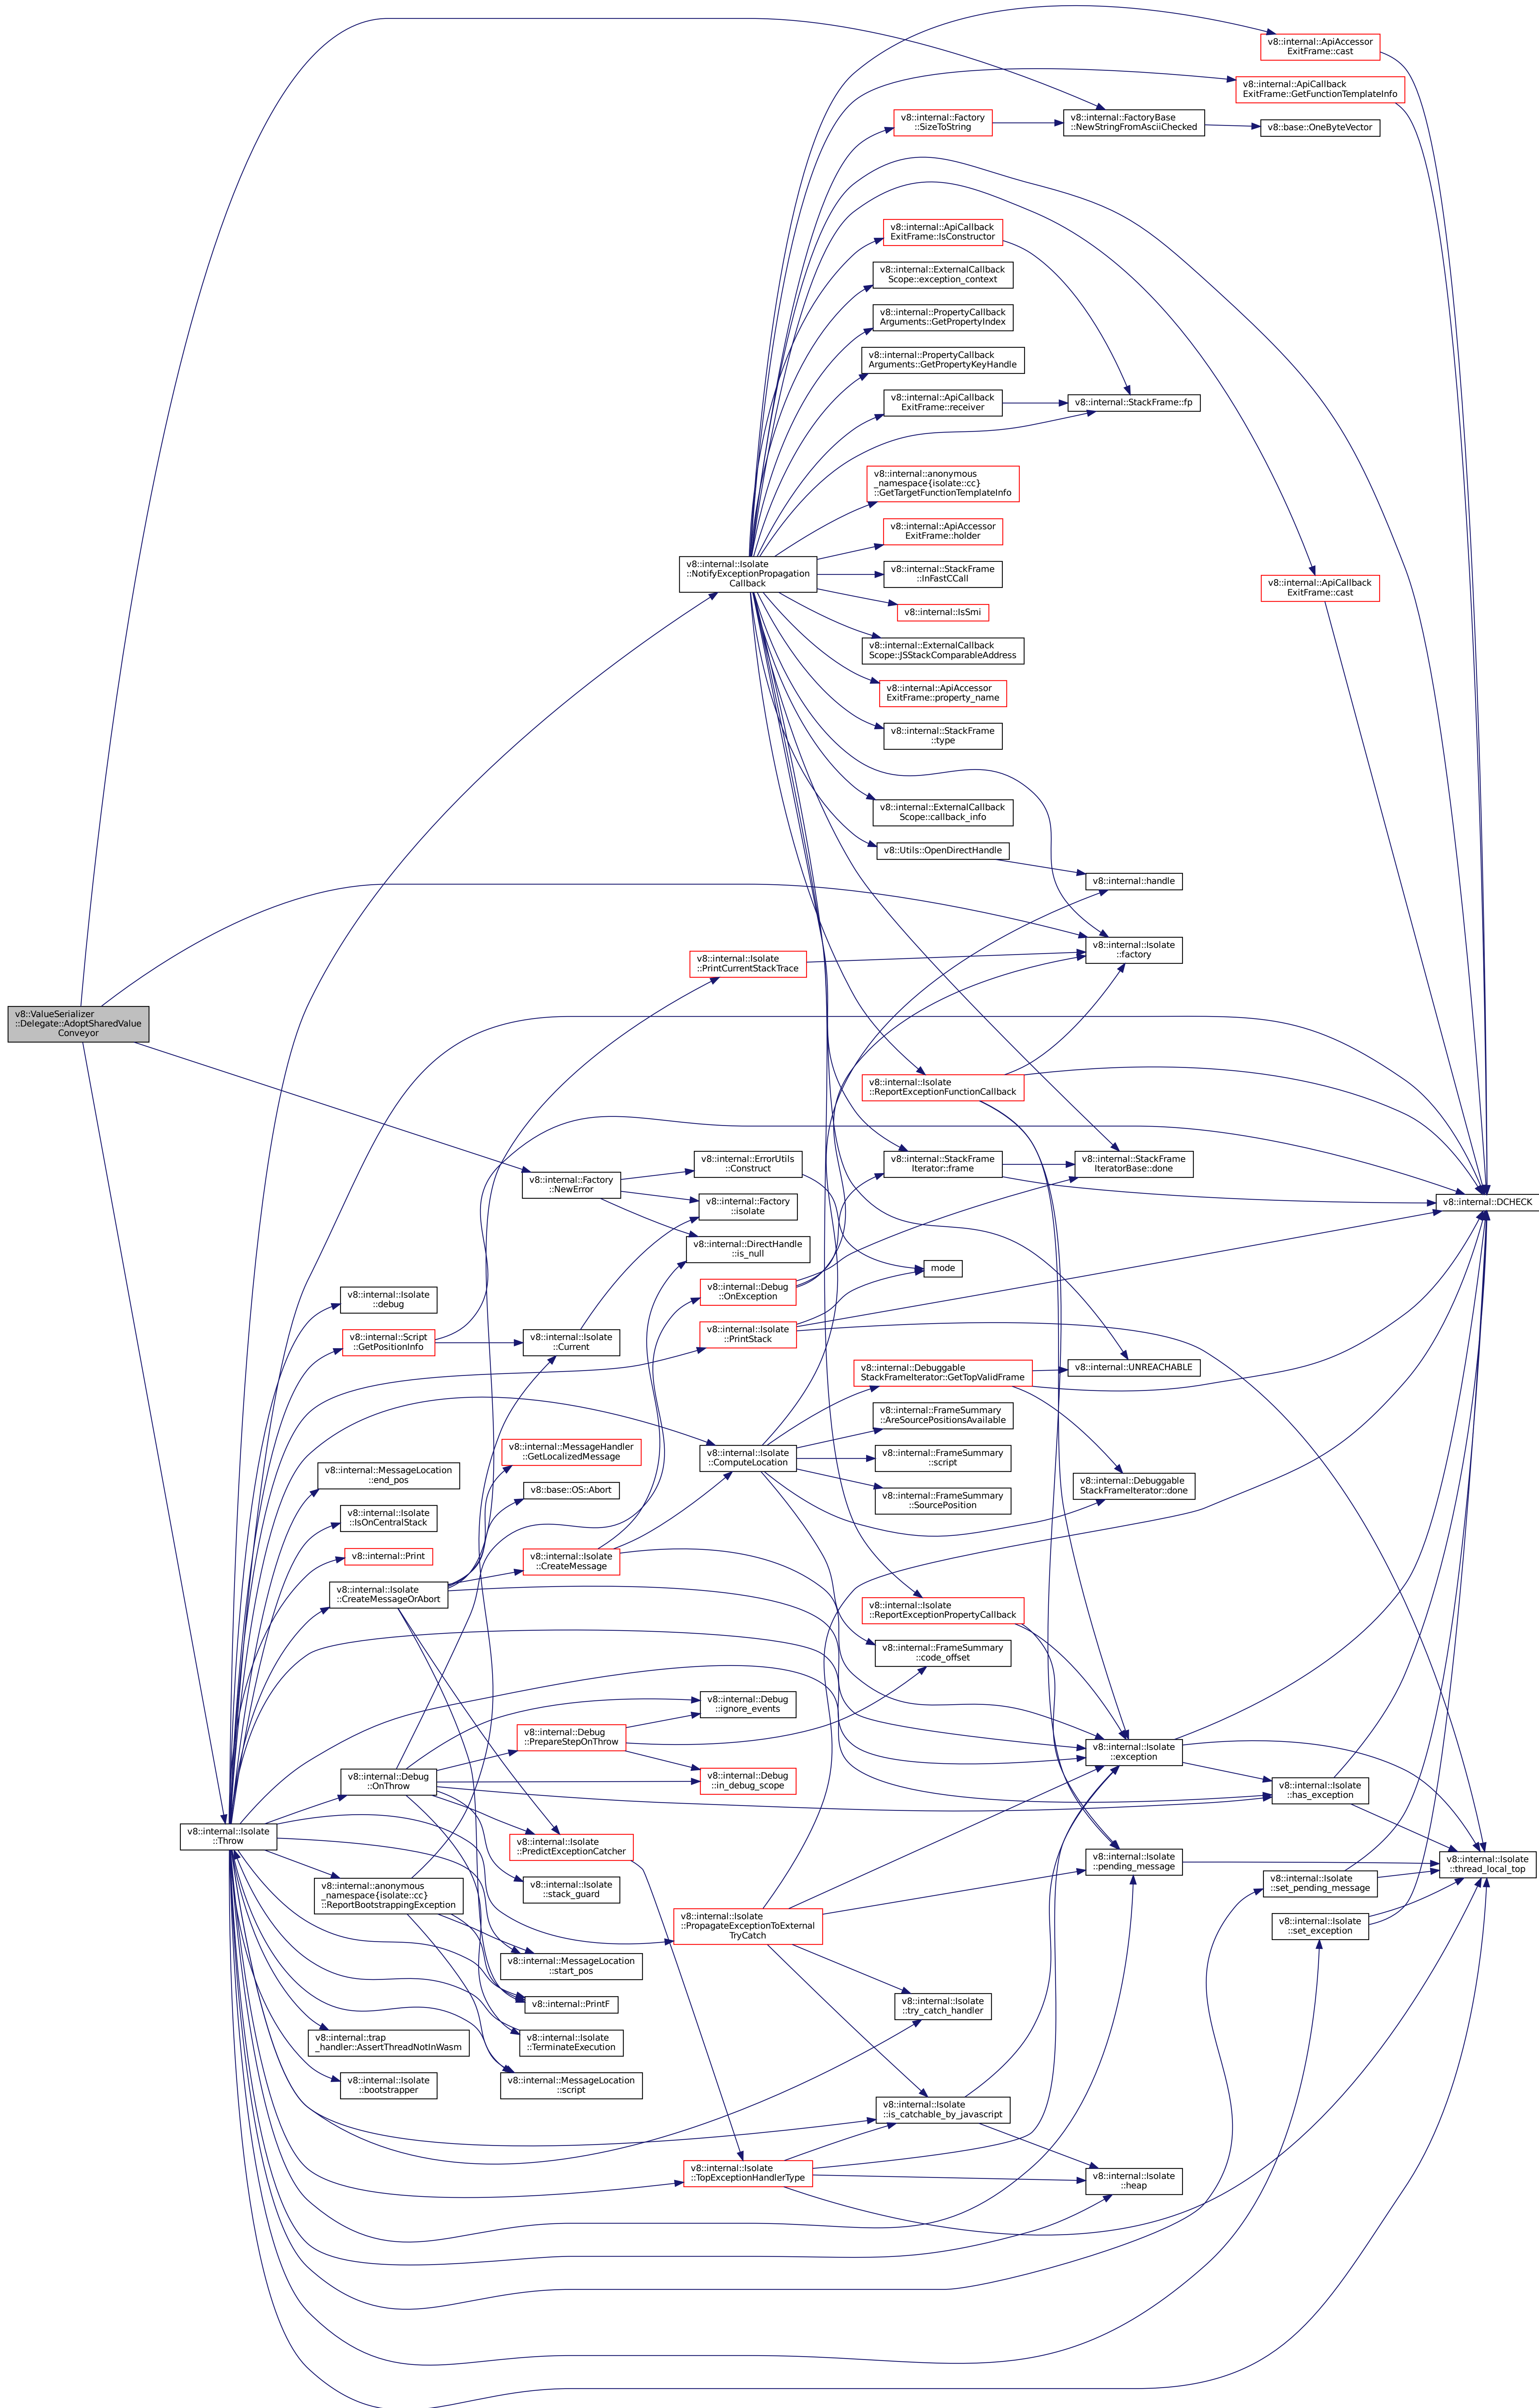 v8::internal::ApiAccessor
ExitFrame::cast
v8::internal::ApiCallback
ExitFrame::GetFunctionTemplateInfo
v8::internal::Factory
::SizeToString
v8::internal::FactoryBase
::NewStringFromAsciiChecked
v8::base::OneByteVector
v8::internal::ApiCallback
ExitFrame::IsConstructor
v8::internal::ExternalCallback
Scope::exception_context
v8::internal::PropertyCallback
Arguments::GetPropertyIndex
v8::internal::PropertyCallback
Arguments::GetPropertyKeyHandle
v8::internal::ApiCallback
ExitFrame::receiver
v8::internal::StackFrame::fp
v8::internal::anonymous
_namespace{isolate::cc}
::GetTargetFunctionTemplateInfo
v8::internal::ApiAccessor
ExitFrame::holder
v8::internal::Isolate
::NotifyExceptionPropagation
Callback
v8::internal::StackFrame
::InFastCCall
v8::internal::ApiCallback
ExitFrame::cast
v8::internal::IsSmi
v8::internal::ExternalCallback
Scope::JSStackComparableAddress
v8::internal::ApiAccessor
ExitFrame::property_name
v8::internal::StackFrame
::type
v8::internal::ExternalCallback
Scope::callback_info
v8::Utils::OpenDirectHandle
v8::internal::handle
v8::internal::Isolate
::factory
v8::internal::Isolate
::PrintCurrentStackTrace
v8::ValueSerializer
::Delegate::AdoptSharedValue
Conveyor
v8::internal::Isolate
::ReportExceptionFunctionCallback
v8::internal::ErrorUtils
::Construct
v8::internal::StackFrame
Iterator::frame
v8::internal::StackFrame
IteratorBase::done
v8::internal::Factory
::NewError
v8::internal::DCHECK
v8::internal::Factory
::isolate
v8::internal::DirectHandle
::is_null
mode
v8::internal::Debug
::OnException
v8::internal::Isolate
::debug
v8::internal::Script
::GetPositionInfo
v8::internal::Isolate
::Current
v8::internal::Isolate
::PrintStack
v8::internal::UNREACHABLE
v8::internal::Debuggable
StackFrameIterator::GetTopValidFrame
v8::internal::FrameSummary
::AreSourcePositionsAvailable
v8::internal::MessageHandler
::GetLocalizedMessage
v8::internal::Isolate
::ComputeLocation
v8::internal::FrameSummary
::script
v8::internal::MessageLocation
::end_pos
v8::base::OS::Abort
v8::internal::FrameSummary
::SourcePosition
v8::internal::Debuggable
StackFrameIterator::done
v8::internal::Isolate
::IsOnCentralStack
v8::internal::Print
v8::internal::Isolate
::CreateMessage
v8::internal::Isolate
::CreateMessageOrAbort
v8::internal::Isolate
::ReportExceptionPropertyCallback
v8::internal::FrameSummary
::code_offset
v8::internal::Debug
::ignore_events
v8::internal::Debug
::PrepareStepOnThrow
v8::internal::Isolate
::exception
v8::internal::Debug
::OnThrow
v8::internal::Debug
::in_debug_scope
v8::internal::Isolate
::has_exception
v8::internal::Isolate
::Throw
v8::internal::Isolate
::PredictExceptionCatcher
v8::internal::Isolate
::pending_message
v8::internal::Isolate
::thread_local_top
v8::internal::anonymous
_namespace{isolate::cc}
::ReportBootstrappingException
v8::internal::Isolate
::stack_guard
v8::internal::Isolate
::set_pending_message
v8::internal::Isolate
::PropagateExceptionToExternal
TryCatch
v8::internal::Isolate
::set_exception
v8::internal::MessageLocation
::start_pos
v8::internal::PrintF
v8::internal::Isolate
::try_catch_handler
v8::internal::trap
_handler::AssertThreadNotInWasm
v8::internal::Isolate
::TerminateExecution
v8::internal::Isolate
::bootstrapper
v8::internal::MessageLocation
::script
v8::internal::Isolate
::is_catchable_by_javascript
v8::internal::Isolate
::TopExceptionHandlerType
v8::internal::Isolate
::heap